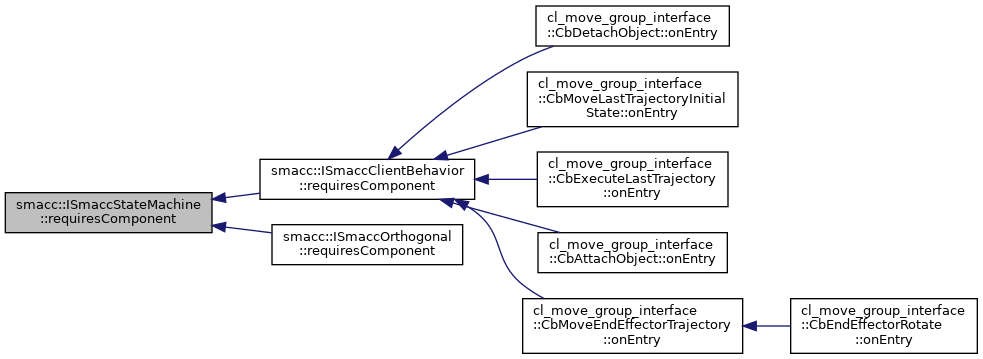 cl_move_group_interface
::CbDetachObject::onEntry
cl_move_group_interface
::CbMoveLastTrajectoryInitial
State::onEntry
smacc::ISmaccClientBehavior
::requiresComponent
cl_move_group_interface
::CbExecuteLastTrajectory
::onEntry
smacc::ISmaccStateMachine
::requiresComponent
smacc::ISmaccOrthogonal
::requiresComponent
cl_move_group_interface
::CbAttachObject::onEntry
cl_move_group_interface
::CbMoveEndEffectorTrajectory
::onEntry
cl_move_group_interface
::CbEndEffectorRotate
::onEntry